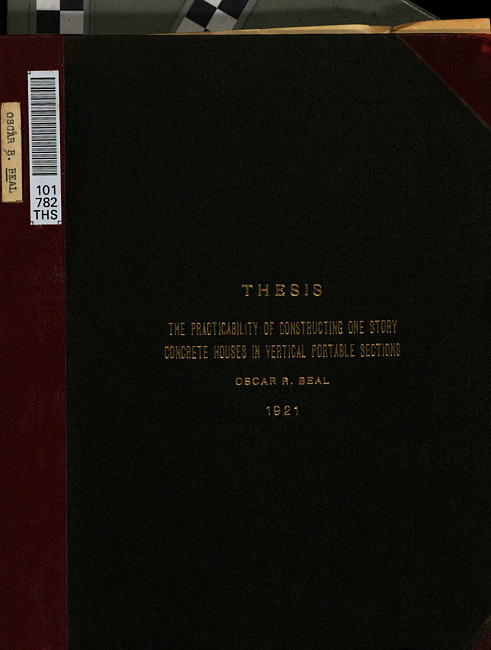 OSCAR R. BEAL
101
782
THS
THESIS
THE PRACTICABILITY OF CONSTRUCTING ONE STORY
CONCRETE HOUSES IN VERTICAL PORTABLE SECTIONS
OSCAR R. BEAL
1921